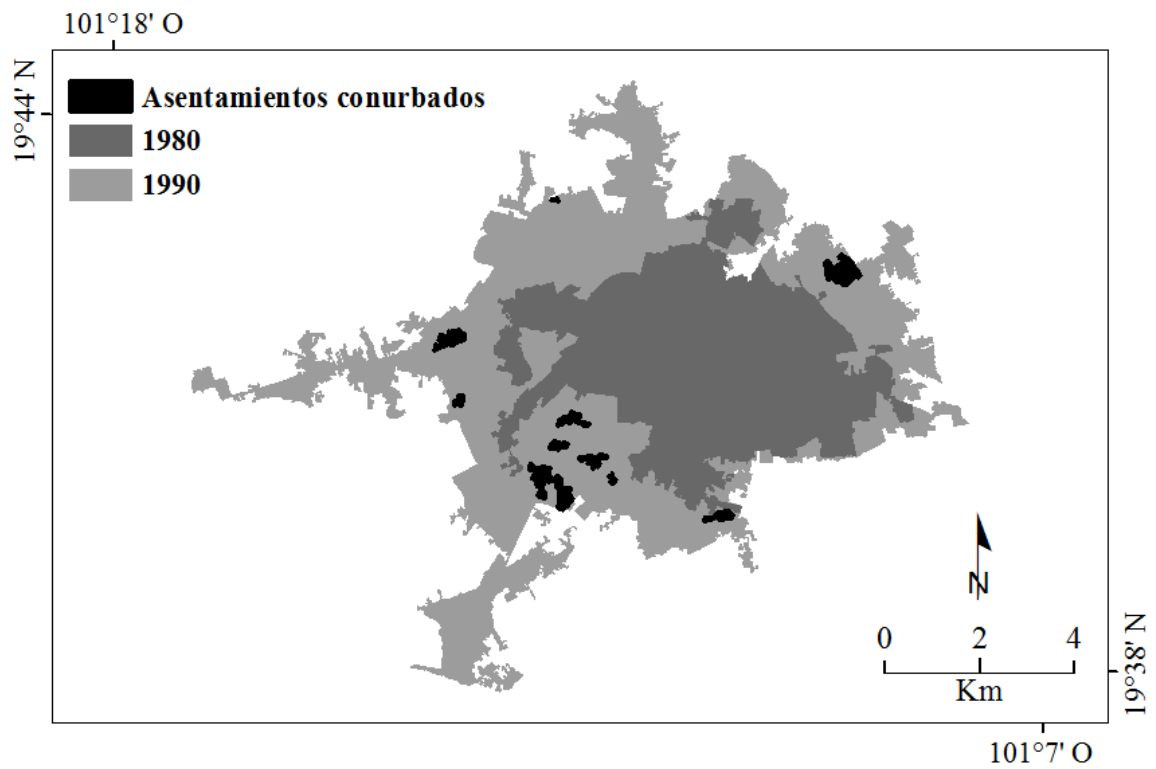 101°18' O
19°44' N
Asentamientos conurbados
1980
1990
N
0 2 4
Km
19°38' N
101°7' O